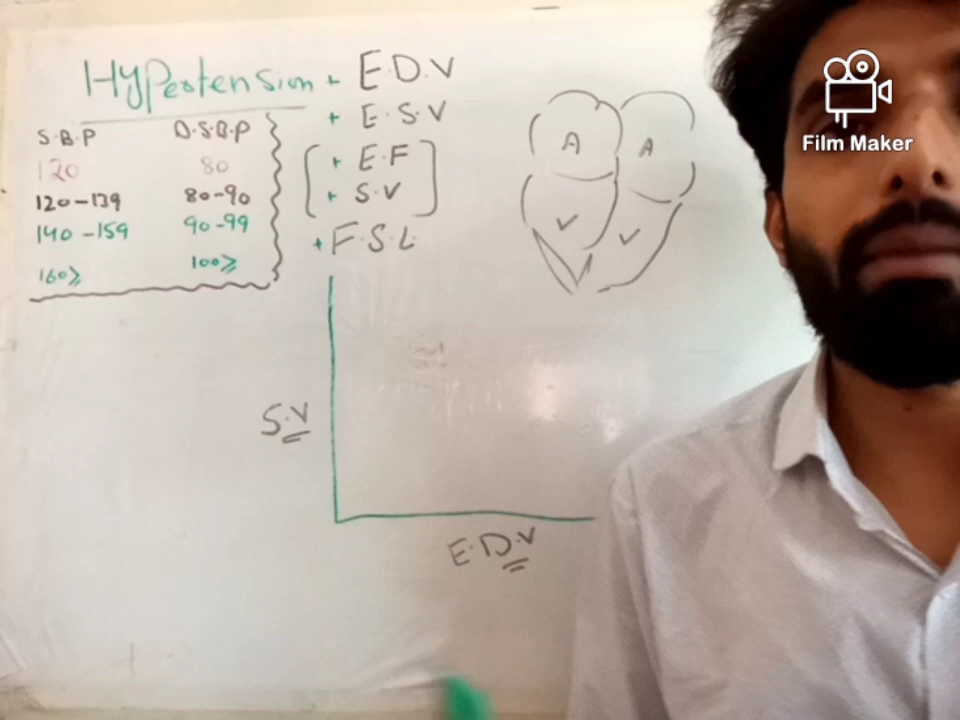 Hypertension
S.B.P D.S.B.P
120 80
120-139 80-90
140-159 90-99
160≥ 100≥
+ E.D.V
+ E.S.V
+ E.F
+ S.V
+ F.S.L
A A
V V
S.V
E.D.V
Film Maker